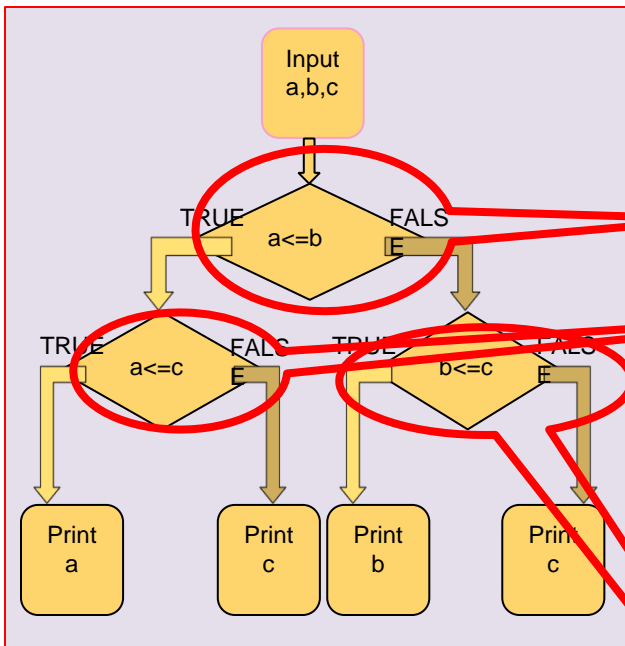 Input
a,b,c
TRUE
a<=b
FALS
E
TRUE
a<=c
FALS
E
TRUE
b<=c
FALS
E
Print
a
Print
c
Print
b
Print
c